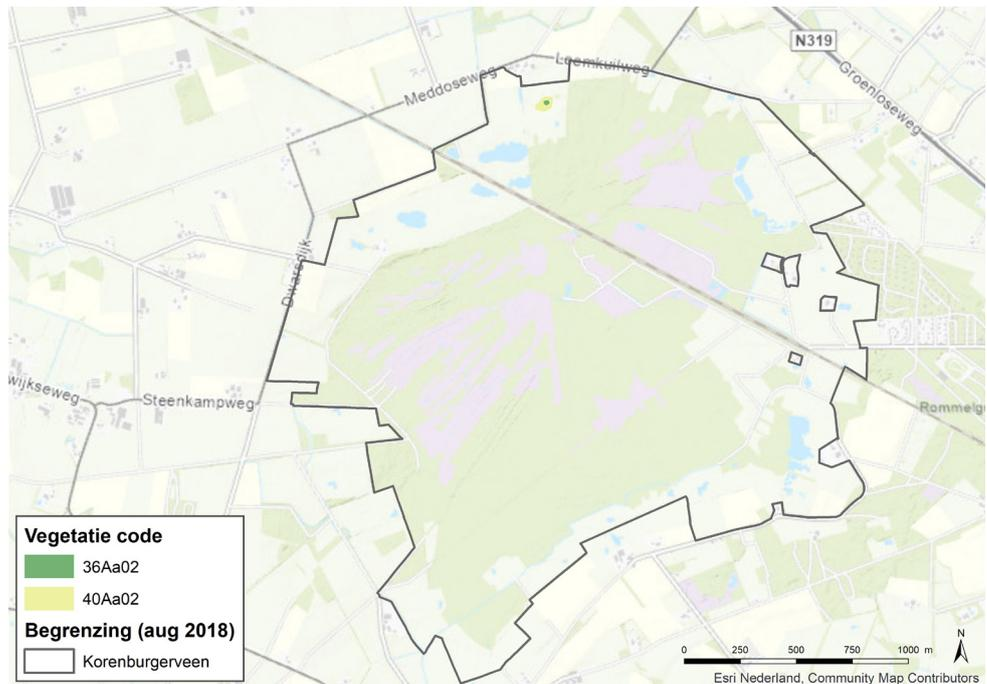 N319
Groenloseweg
Leemkuilweg
Meddoseweg
Dwarsdijk
wijkseweg
Steenkampweg
Vegetatie code
36Aa02
40Aa02
Begrenzing (aug 2018)
Korenburgerveen
0 250 500 750 1000 m
N
Esri Nederland, Community Map Contributors